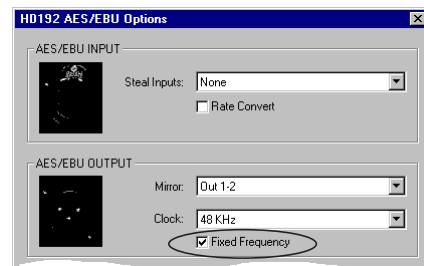 HD192 AES/EBU Options
AES/EBU INPUT
Steal Inputs: None
Rate Convert
AES/EBU OUTPUT
Mirror: Out 1-2
Clock: 48 KHz
Fixed Frequency